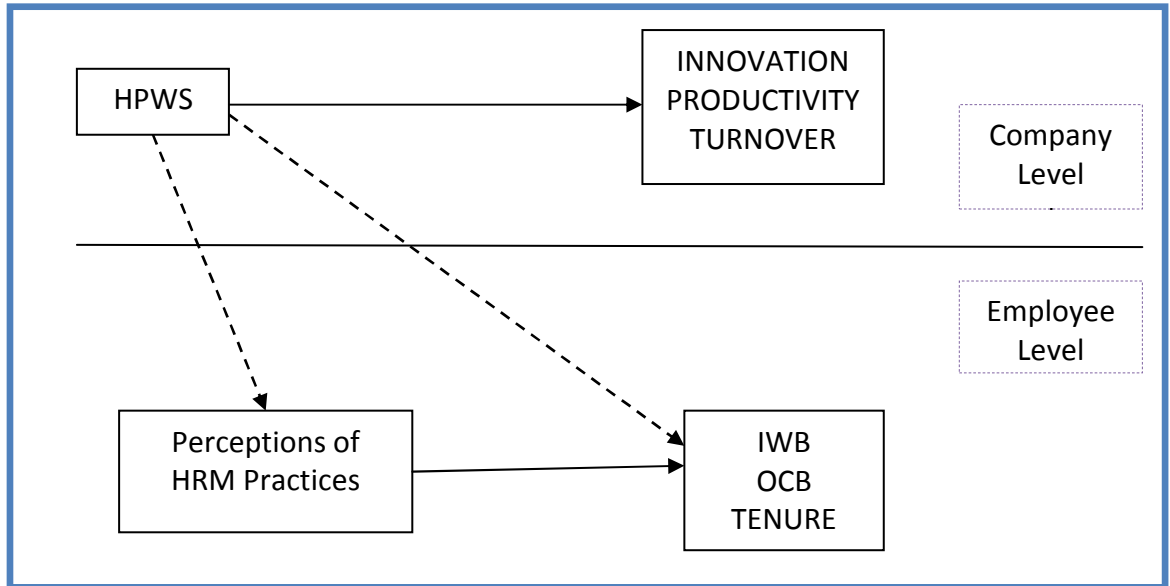 HPWS
INNOVATION
PRODUCTIVITY
TURNOVER
Company
Level
.
Employee
Level
Perceptions of
HRM Practices
IWB
OCB
TENURE